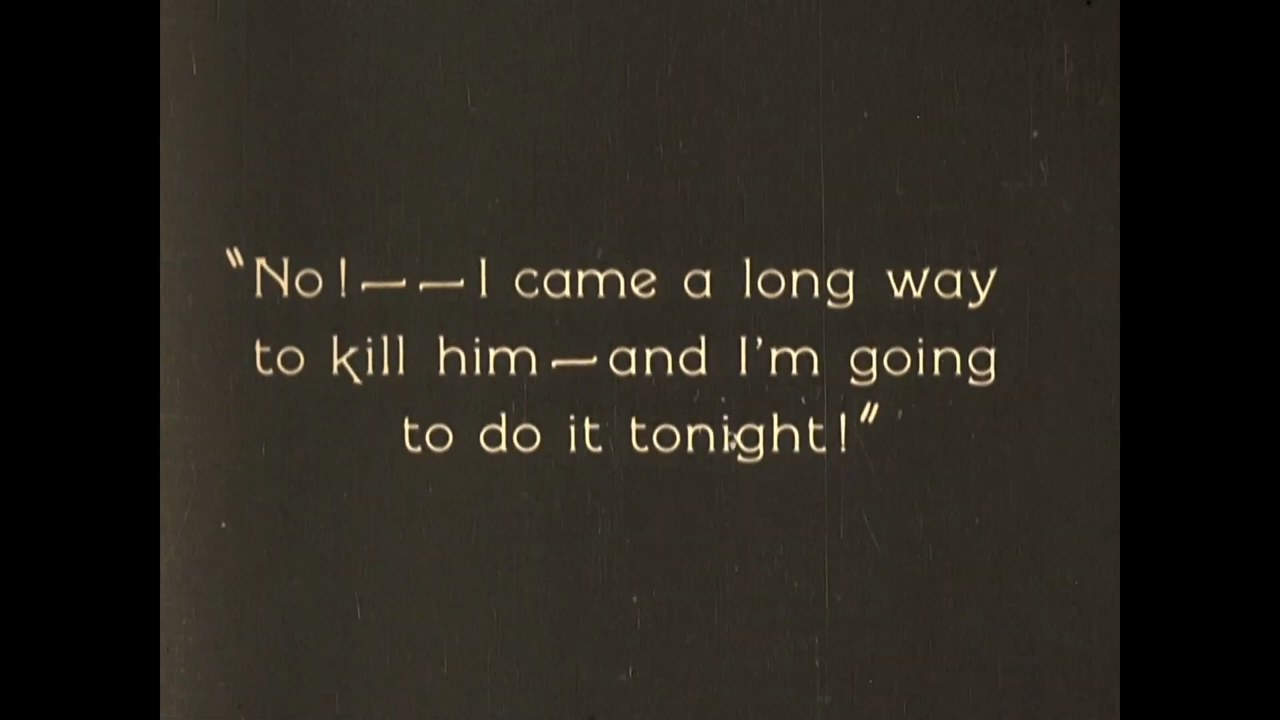 "No!——I came a long way
to kill him—and I'm going
to do it tonight!"